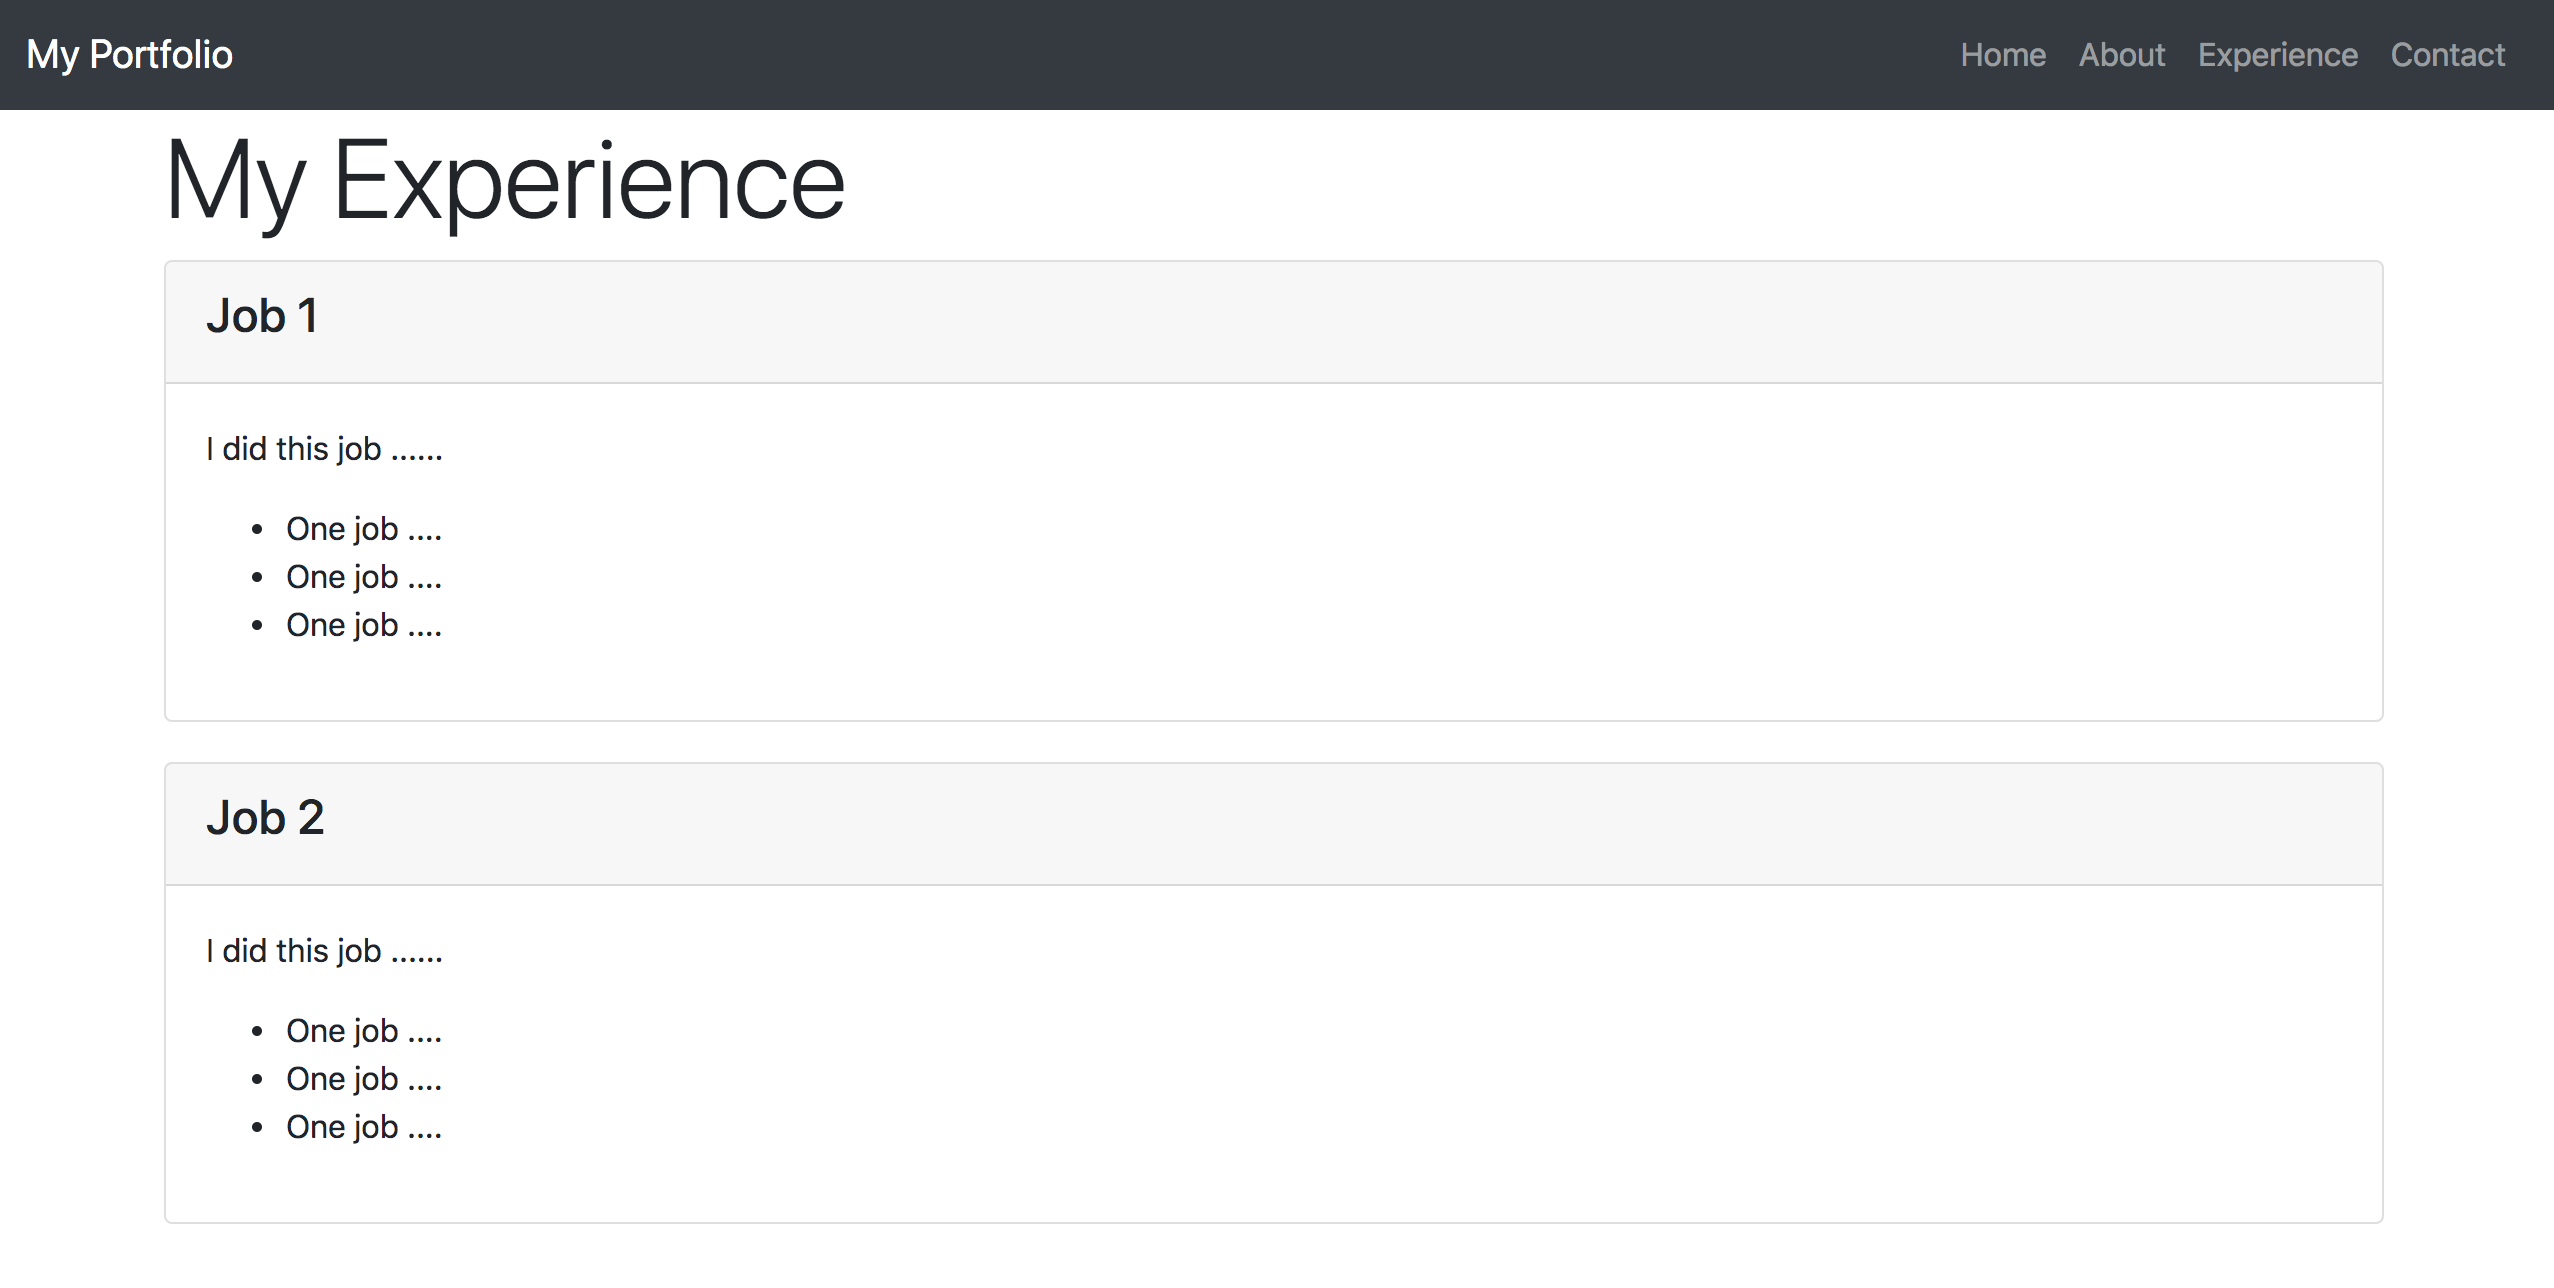 My Portfolio Home About Experience Contact
My Experience
Job 1
I did this job ......
• One job ....
• One job ....
• One job ....
Job 2
I did this job ......
• One job ....
• One job ....
• One job ....